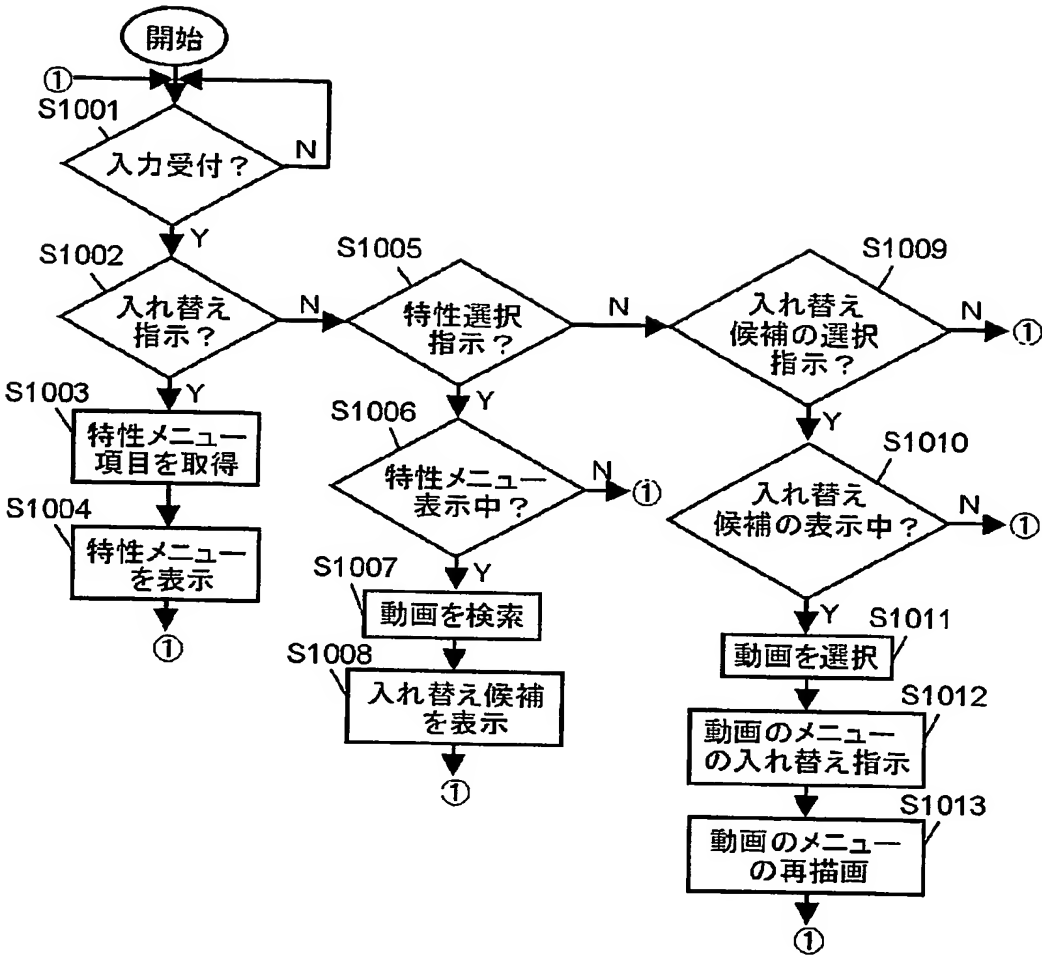 開始
①
S1001
入力受付?
N
Y
S1002
入れ替え
指示?
N
Y
S1003
特性メニュー
項目を取得
S1004
特性メニュー
を表示
①
S1005
特性選択
指示?
N
Y
S1006
特性メニュー
表示中?
N
①
Y
S1007
動画を検索
S1008
入れ替え候補
を表示
①
S1009
入れ替え
候補の選択
指示?
N
①
Y
S1010
入れ替え
候補の表示中?
N
①
Y
S1011
動画を選択
S1012
動画のメニュー
の入れ替え指示
S1013
動画のメニュー
の再描画
①